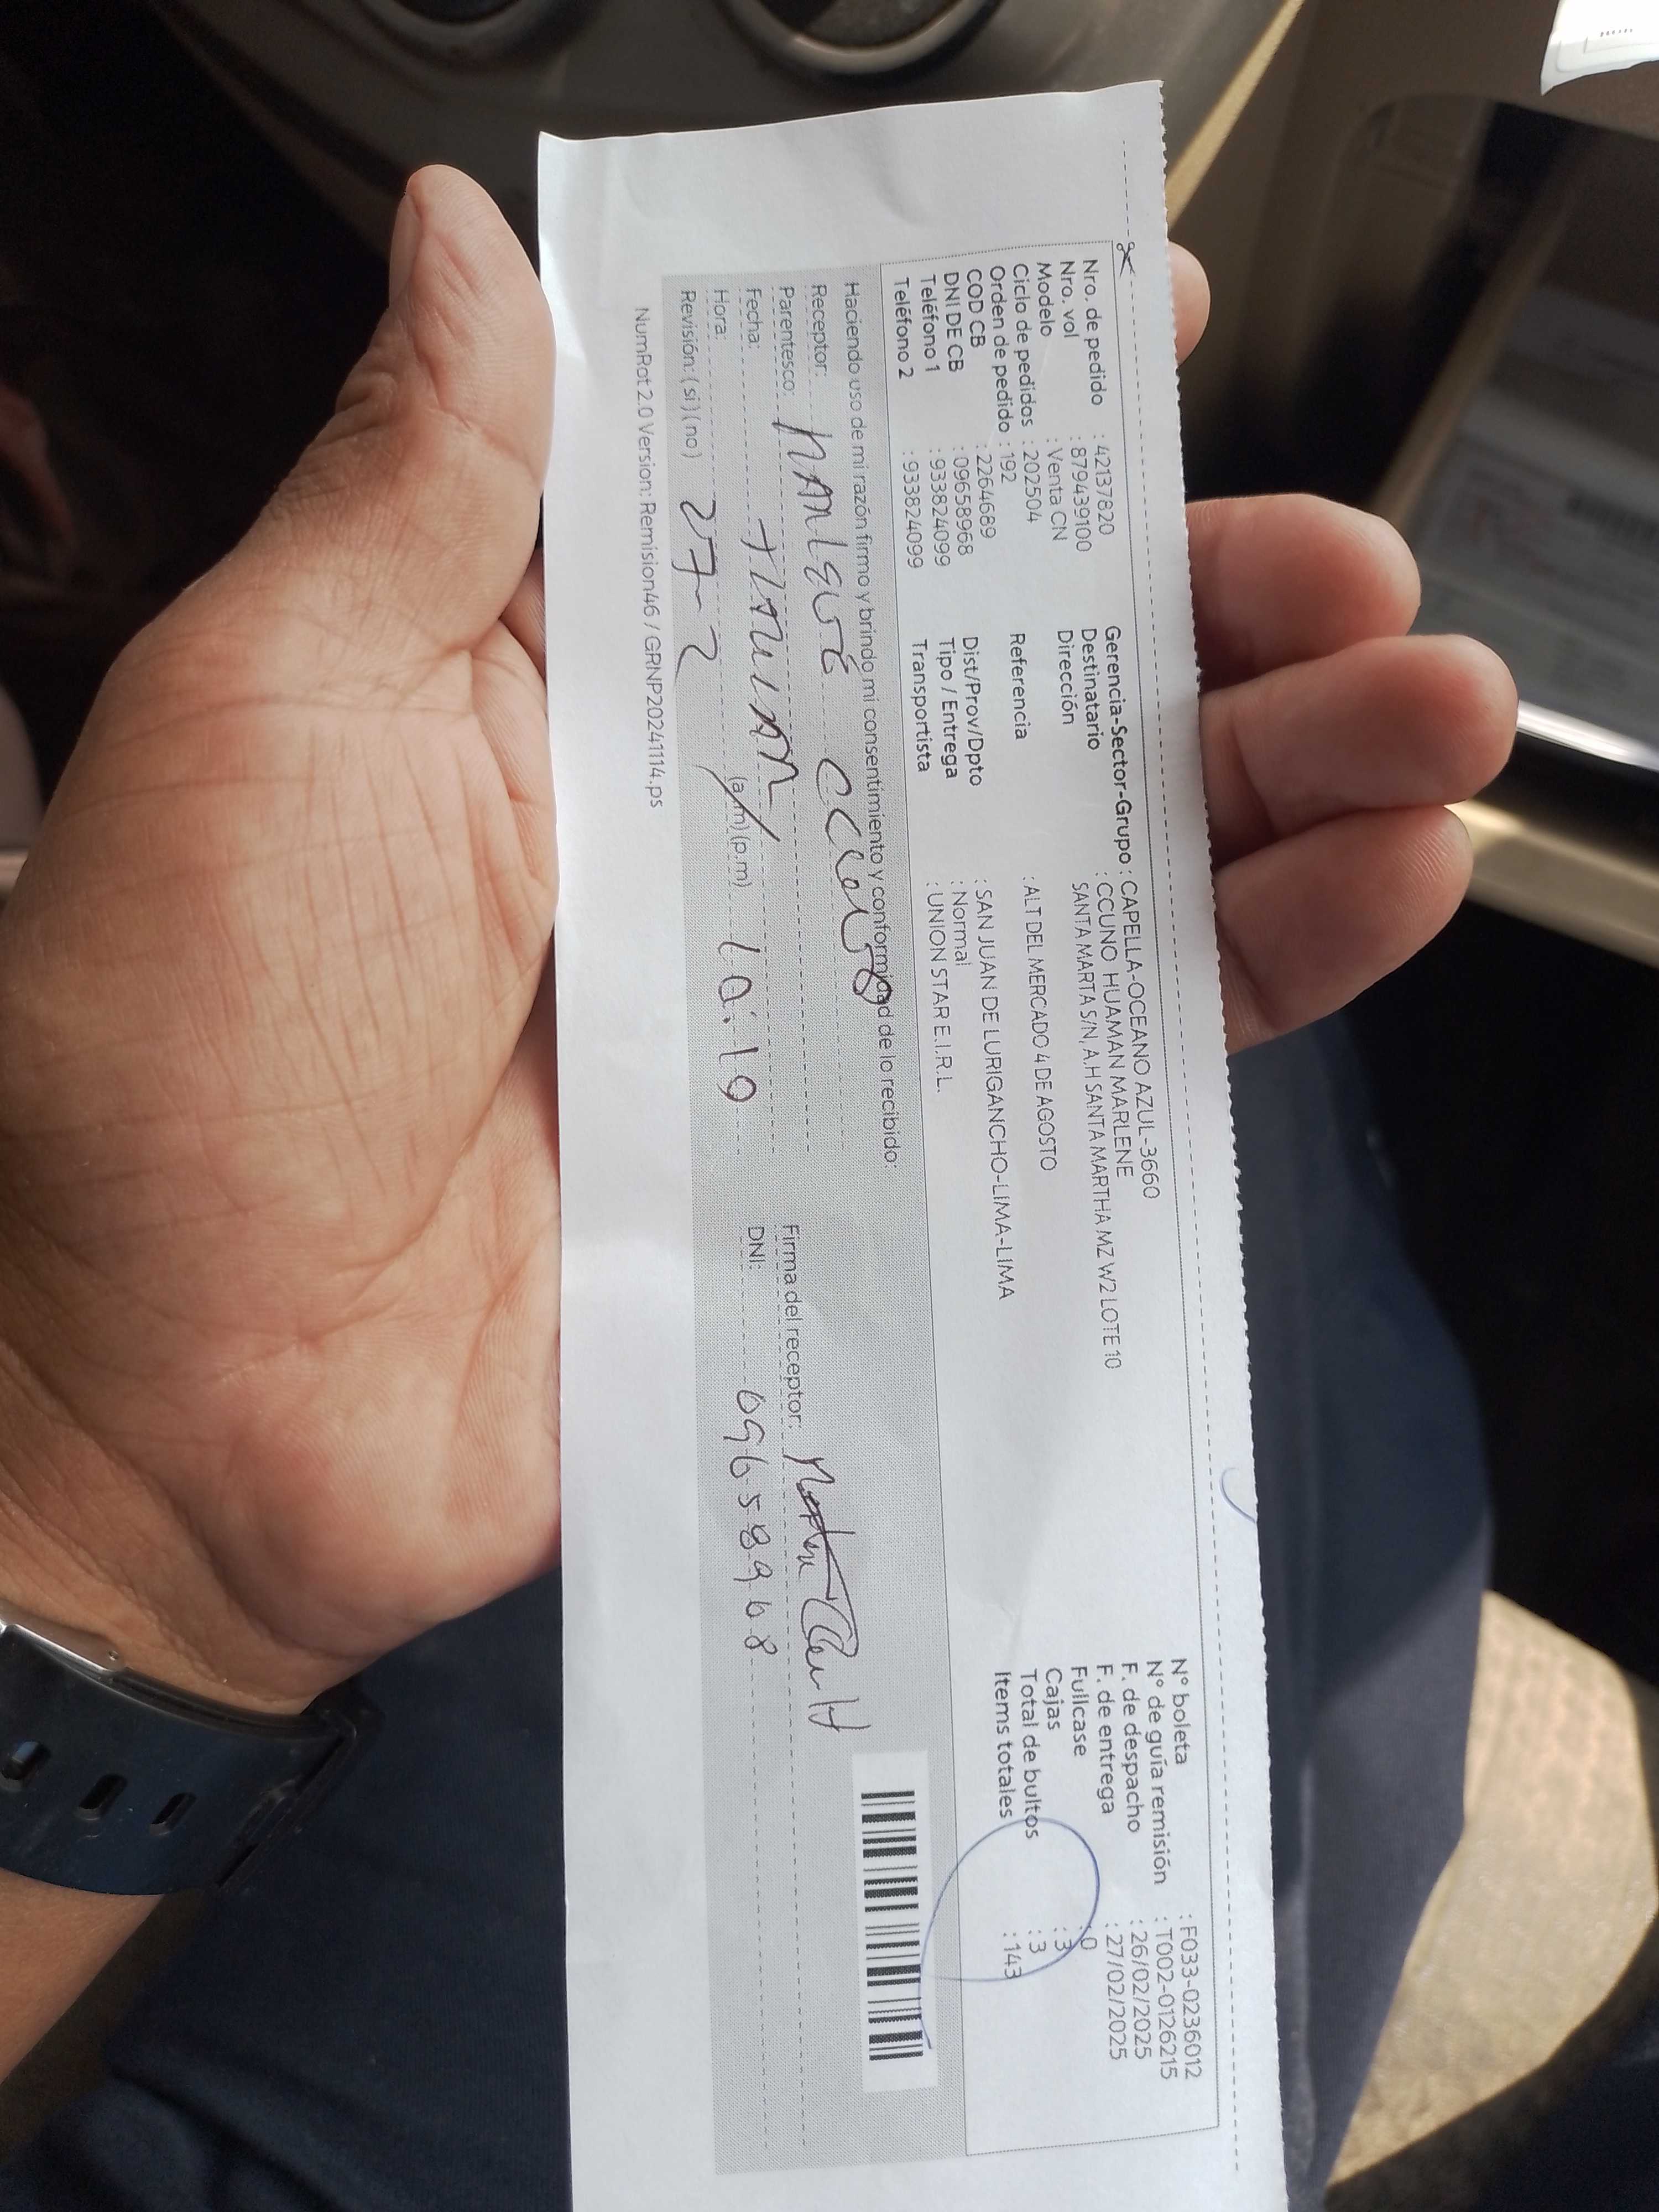 Nro. de pedido : 42137820
Nro. vol : 879439100
Modelo : Venta CN
Ciclo de pedidos : 202504
Orden de pedido : 192
COD CB : 2264689
DNI DE CB : 09658968
Teléfono 1 : 933824099
Teléfono 2 : 933824099
Gerencia-Sector-Grupo : CAPELLA-OCEANO AZUL-3660
Destinatario : CCUNO HUAMAN MARLENE
Dirección SANTA MARTA S/N, A.H SANTA MARTHA MZ W2 LOTE 10
Referencia : ALT DEL MERCADO 4 DE AGOSTO
Dist/Prov/Dpto : SAN JUAN DE LURIGANCHO-LIMA-LIMA
Tipo / Entrega : Normal
Transportista : UNION STAR E.I.R.L.
N° boleta : F033-0236012
N° de guía remisión : T002-0126215
F. de despacho : 26/02/2025
F. de entrega : 27/02/2025
Fullcase : 0
Cajas : 3
Total de bultos : 3
Items totales : 143
Haciendo uso de mi razón firmo y brindo mi consentimiento y conformidad de lo recibido:
Receptor:
Parentesco:
Fecha:
Hora: (a.m) (p.m) 10:10
Revisión: (si) (no) 27-2
Firma del receptor:
DNI: 09658968
NumRot 2.0 Version: Remision46 / GRNP20241114.ps